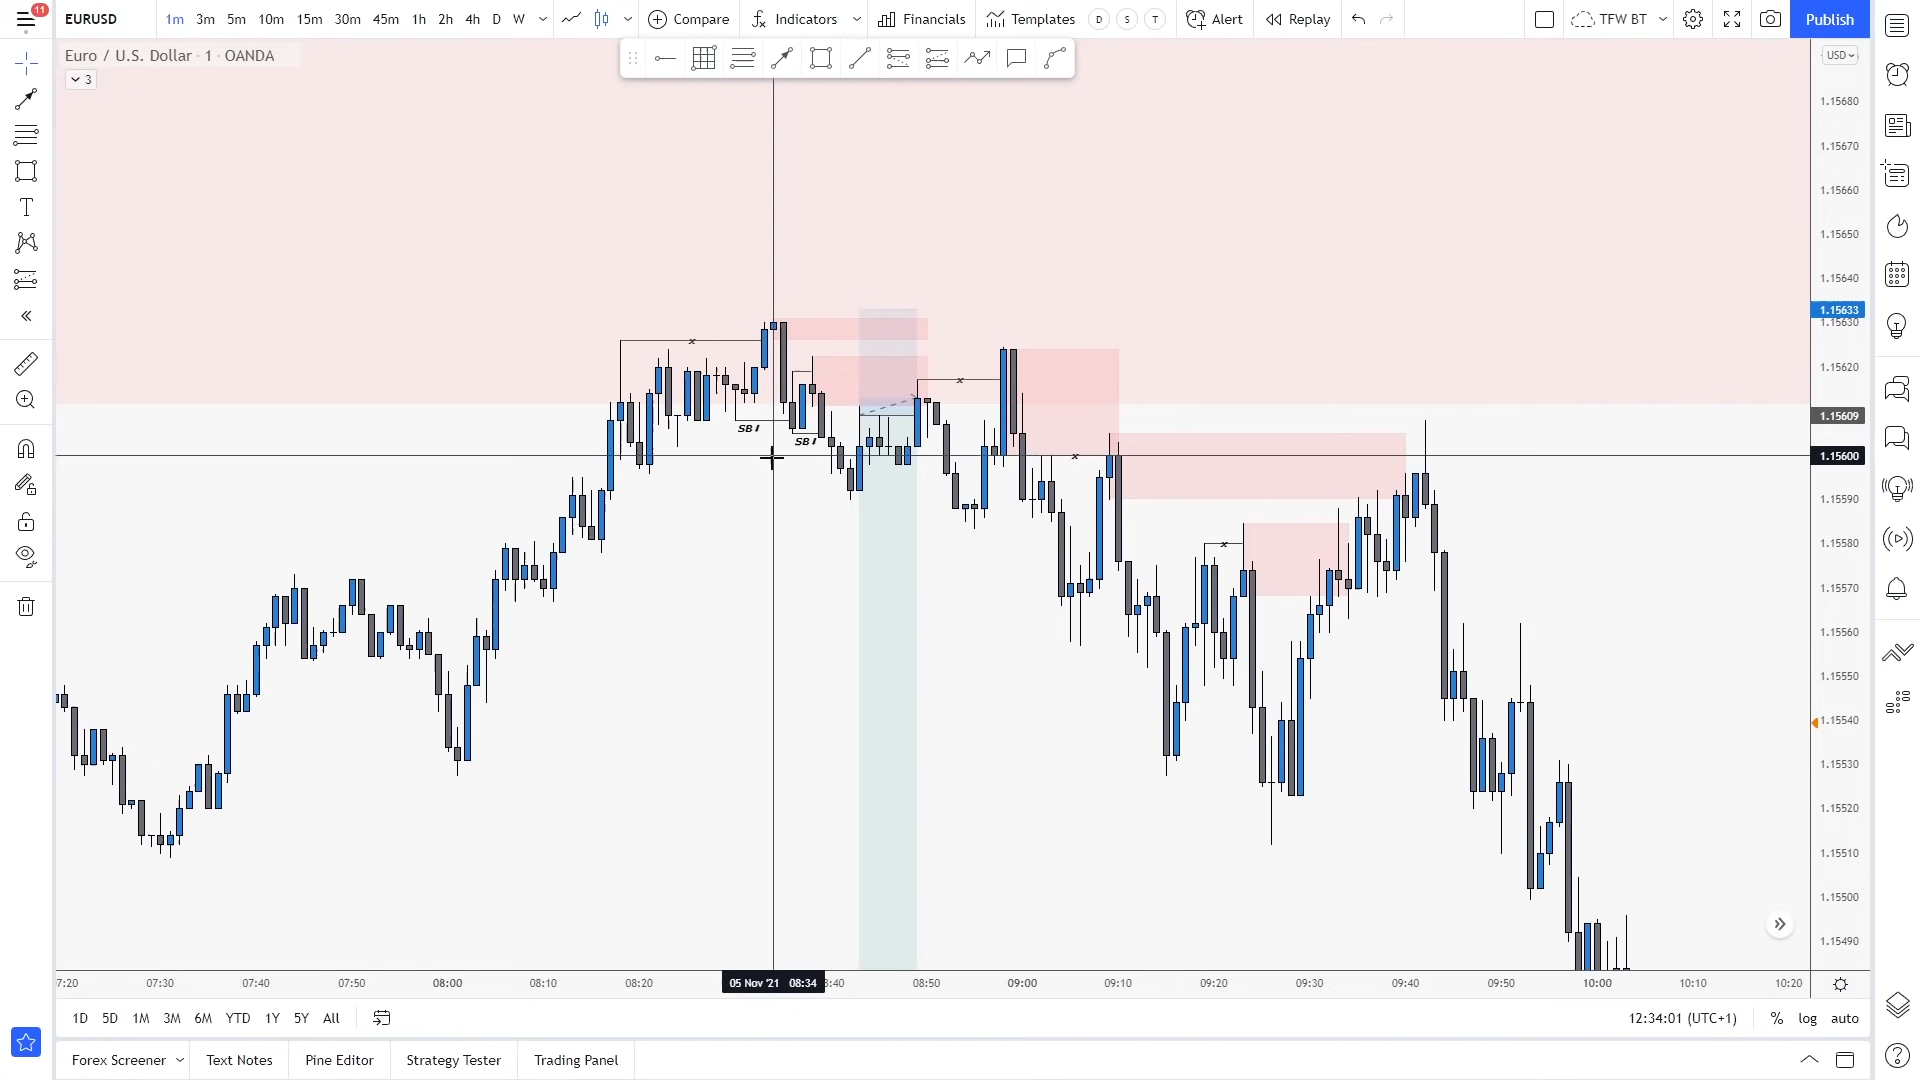 11
EURUSD 1m 3m 5m 10m 15m 30m 45m 1h 2h 4h D W Compare Indicators Financials Templates D S T Alert Replay TFW BT Publish
Euro / U.S. Dollar · 1 · OANDA
USD
3
1.15680
1.15670
1.15660
1.15650
1.15640
1.15633
1.15630
x
1.15620
x
1.15609
SB
SB
x
1.15600
1.15590
x
1.15580
1.15570
1.15560
1.15550
1.15540
1.15530
1.15520
1.15510
1.15500
1.15490
7:20 07:30 07:40 07:50 08:00 08:10 08:20 05 Nov '21 08:34 8:40 08:50 09:00 09:10 09:20 09:30 09:40 09:50 10:00 10:10 10:20
1D 5D 1M 3M 6M YTD 1Y 5Y All 12:34:01 (UTC+1) % log auto
Forex Screener Text Notes Pine Editor Strategy Tester Trading Panel